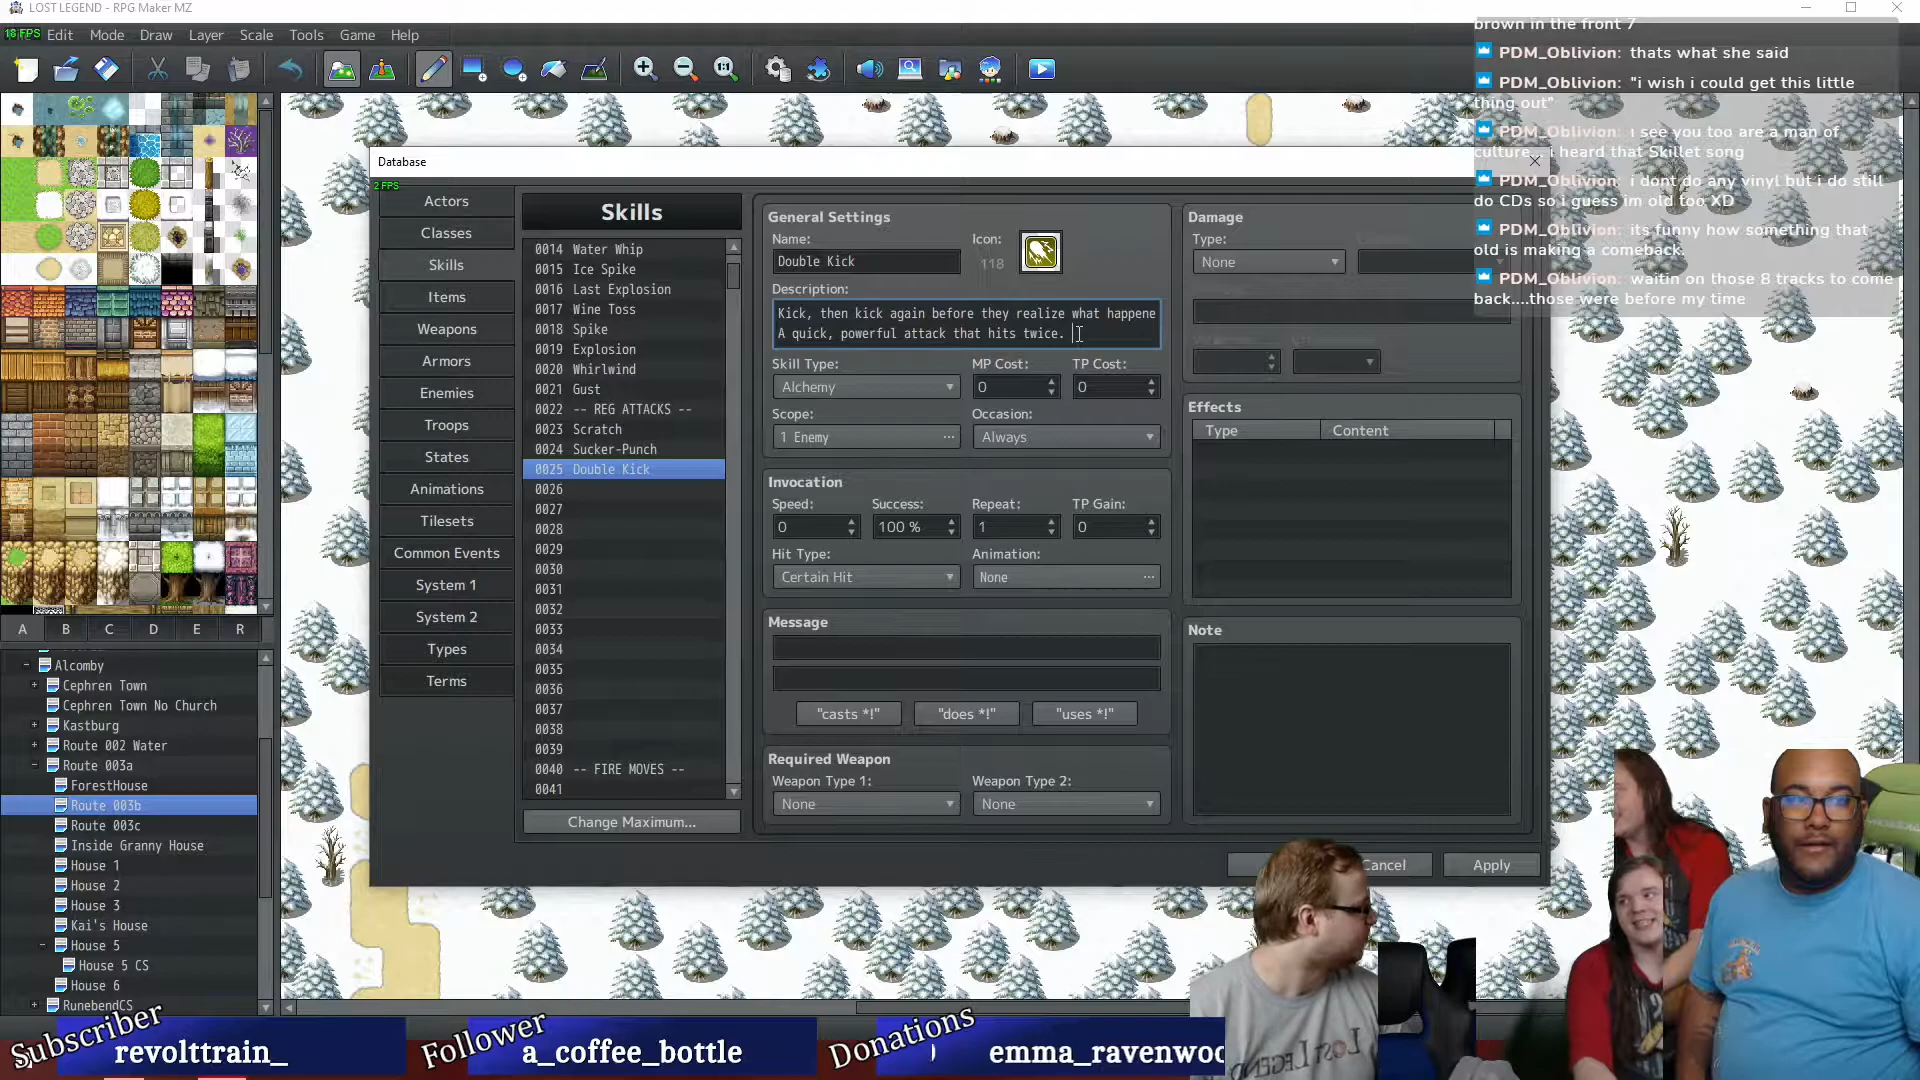 LOST LEGEND - RPG Maker MZ
18 FPS
Edit
Mode
Draw
Layer
Scale
Tools
Game
Help
brown in the front 7
PDM_Oblivion: thats what she said
PDM_Oblivion: "i wish i could get this little
thing out"
PDM_Oblivion: i see you too are a man of
culture... i heard that Skillet song
PDM_Oblivion: i dont do any vinyl but i do still
do CDs so i guess im old too XD
PDM_Oblivion: its funny how something that
old is making a comeback.
PDM_Oblivion: waitin on those 8 tracks to come
back....those were before my time
Database
2 FPS
Actors
Classes
Skills
Items
Weapons
Armors
Enemies
Troops
States
Animations
Tilesets
Common Events
System 1
System 2
Types
Terms
Skills
0014 Water Whip
0015 Ice Spike
0016 Last Explosion
0017 Wine Toss
0018 Spike
0019 Explosion
0020 Whirlwind
0021 Gust
0022 -- REG ATTACKS --
0023 Scratch
0024 Sucker-Punch
0025 Double Kick
0026
0027
0028
0029
0030
0031
0032
0033
0034
0035
0036
0037
0038
0039
0040 -- FIRE MOVES --
0041
Change Maximum...
General Settings
Name:
Icon:
Double Kick
118
Description:
Kick, then kick again before they realize what happene
A quick, powerful attack that hits twice.
Skill Type:
MP Cost:
TP Cost:
Alchemy
0
0
Scope:
Occasion:
1 Enemy
Always
Invocation
Speed:
Success:
Repeat:
TP Gain:
0
100 %
1
0
Hit Type:
Animation:
Certain Hit
None
Message
"casts *!"
"does *!"
"uses *!"
Required Weapon
Weapon Type 1:
Weapon Type 2:
None
None
Damage
Type:
None
Effects
Type
Content
Note
Cancel
Apply
A
B
C
D
E
R
Alcomby
Cephren Town
Cephren Town No Church
Kastburg
Route 002 Water
Route 003a
ForestHouse
Route 003b
Route 003c
Inside Granny House
House 1
House 2
House 3
Kai's House
House 5
House 5 CS
House 6
RunebendCS
Subscriber
revolttrain_
Follower
a_coffee_bottle
Donations
emma_ravenwoo